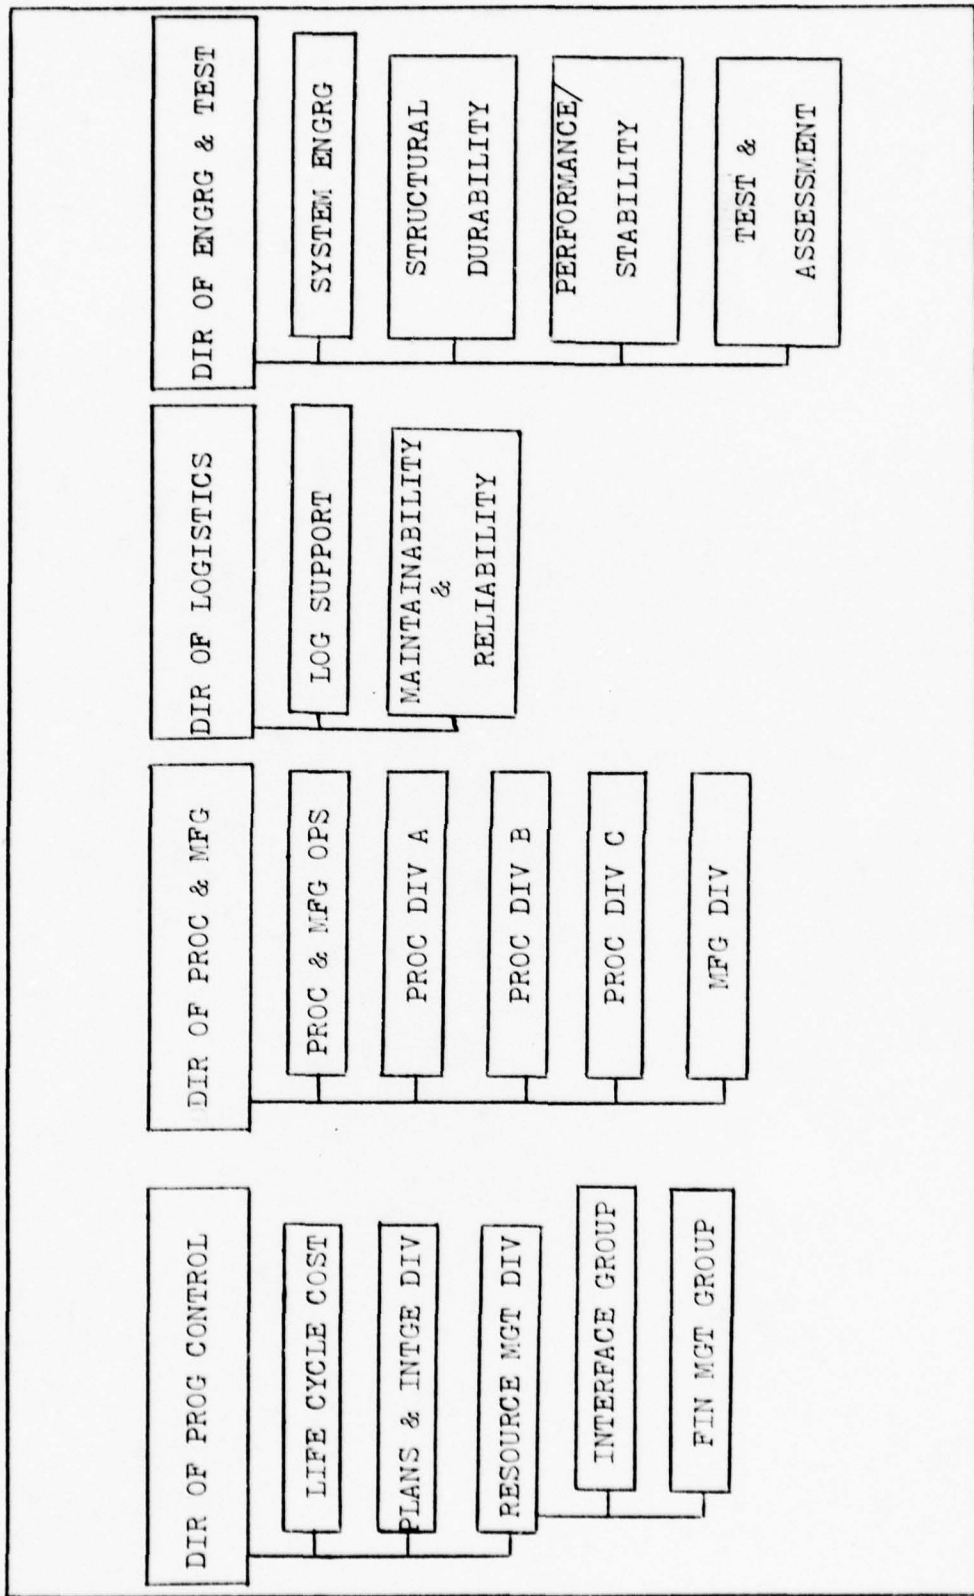 DIR OF PROG CONTROL
LIFE CYCLE COST
PLANS & INTGE DIV
RESOURCE MGT DIV
INTERFACE GROUP
FIN MGT GROUP
DIR OF PROC & MFG
PROC & MFG OPS
PROC DIV A
PROC DIV B
PROC DIV C
MFG DIV
DIR OF LOGISTICS
LOG SUPPORT
MAINTAINABILITY
&
RELIABILITY
DIR OF ENGRG & TEST
SYSTEM ENGRG
STRUCTURAL
DURABILITY
PERFORMANCE/
STABILITY
TEST &
ASSESSMENT